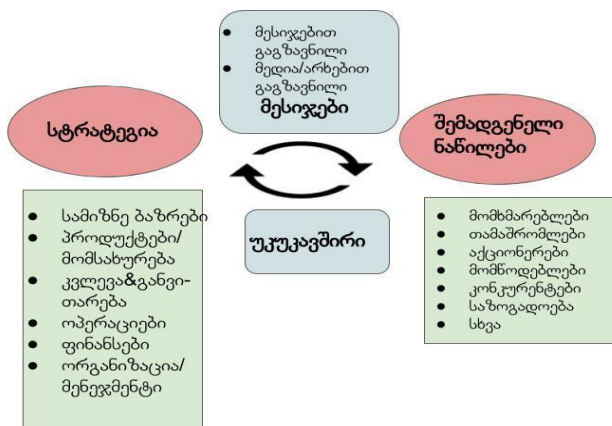 • მესიჯებით
გაგზავნილი
• მედია/არხებით
გაგზავნილი
მესიჯები
სტრატეგია
შემადგენელი
ნაწილები
უკუკავშირი
• სამიზნე ბაზრები
• პროდუქტები/
მომსახურება
• კვლევა&განვი-
თარება
• ოპერაციები
• ფინანსები
• ორგანიზაცია/
მენეჯმენტი
• მომხმარებლები
• თამაშრომლები
• აქციონერები
• მომწოდებლები
• კონკურენტები
• საზოგადოება
• სხვა